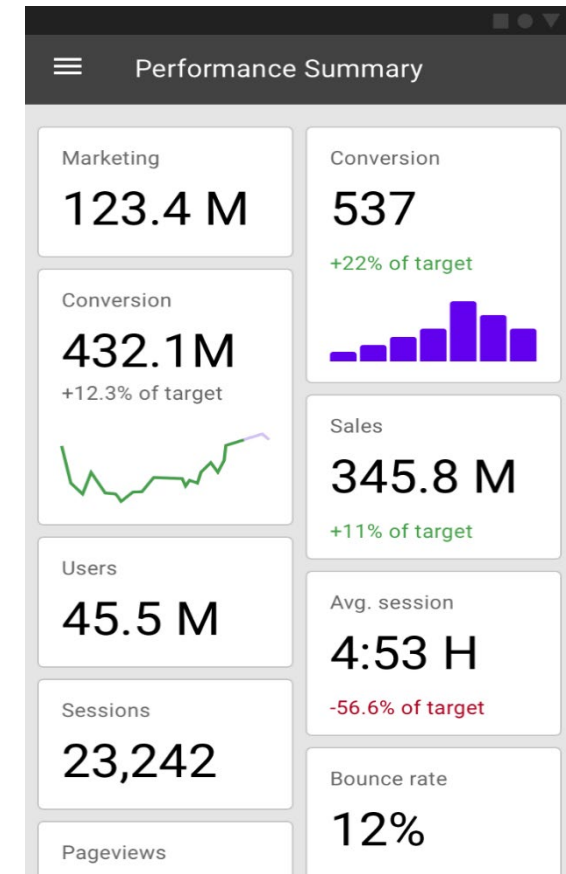 Performance Summary
Marketing
123.4 M
Conversion
432.1M
+12.3% of target
Users
45.5 M
Sessions
23,242
Pageviews
Conversion
537
+22% of target
Sales
345.8 M
+11% of target
Avg. session
4:53 H
-56.6% of target
Bounce rate
12%